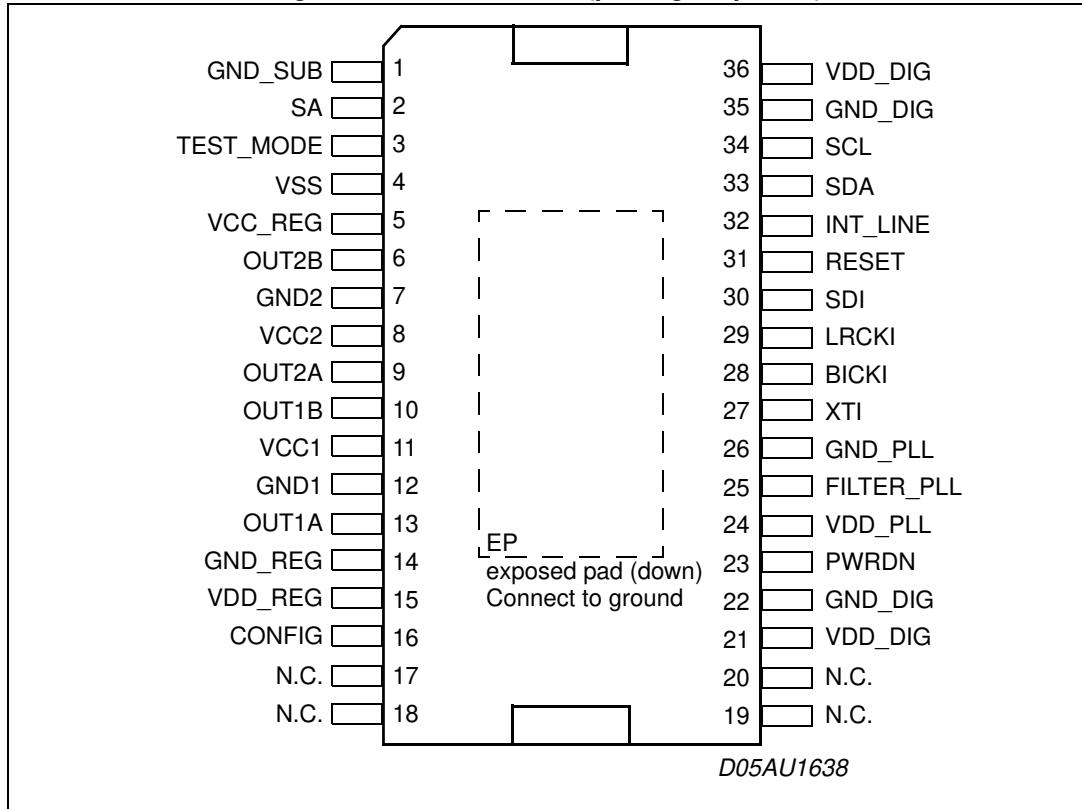 GND_SUB 1
SA 2
TEST_MODE 3
VSS 4
VCC_REG 5
OUT2B 6
GND2 7
VCC2 8
OUT2A 9
OUT1B 10
VCC1 11
GND1 12
OUT1A 13
GND_REG 14
VDD_REG 15
CONFIG 16
N.C. 17
N.C. 18
EP
exposed pad (down)
Connect to ground
36 VDD_DIG
35 GND_DIG
34 SCL
33 SDA
32 INT_LINE
31 RESET
30 SDI
29 LRCKI
28 BICKI
27 XTI
26 GND_PLL
25 FILTER_PLL
24 VDD_PLL
23 PWRDN
22 GND_DIG
21 VDD_DIG
20 N.C.
19 N.C.
D05AU1638